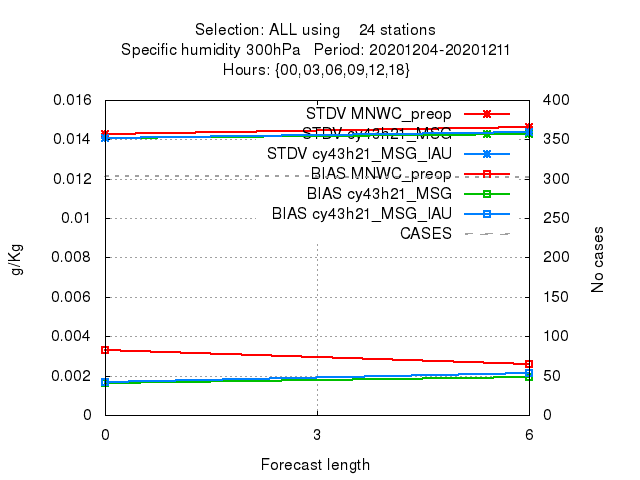 Selection: ALL using    24 stations
Specific humidity 300hPa   Period: 20201204-20201211
Hours: {00,03,06,09,12,18}
0.016
0.014
0.012
0.01
0.008
0.006
0.004
0.002
0
g/Kg
STDV MNWC_preop
STDV cy43h21_MSG
STDV cy43h21_MSG_IAU
BIAS MNWC_preop
BIAS cy43h21_MSG
BIAS cy43h21_MSG_IAU
CASES
400
350
300
250
200
150
100
50
0
No cases
0 3 6
Forecast length